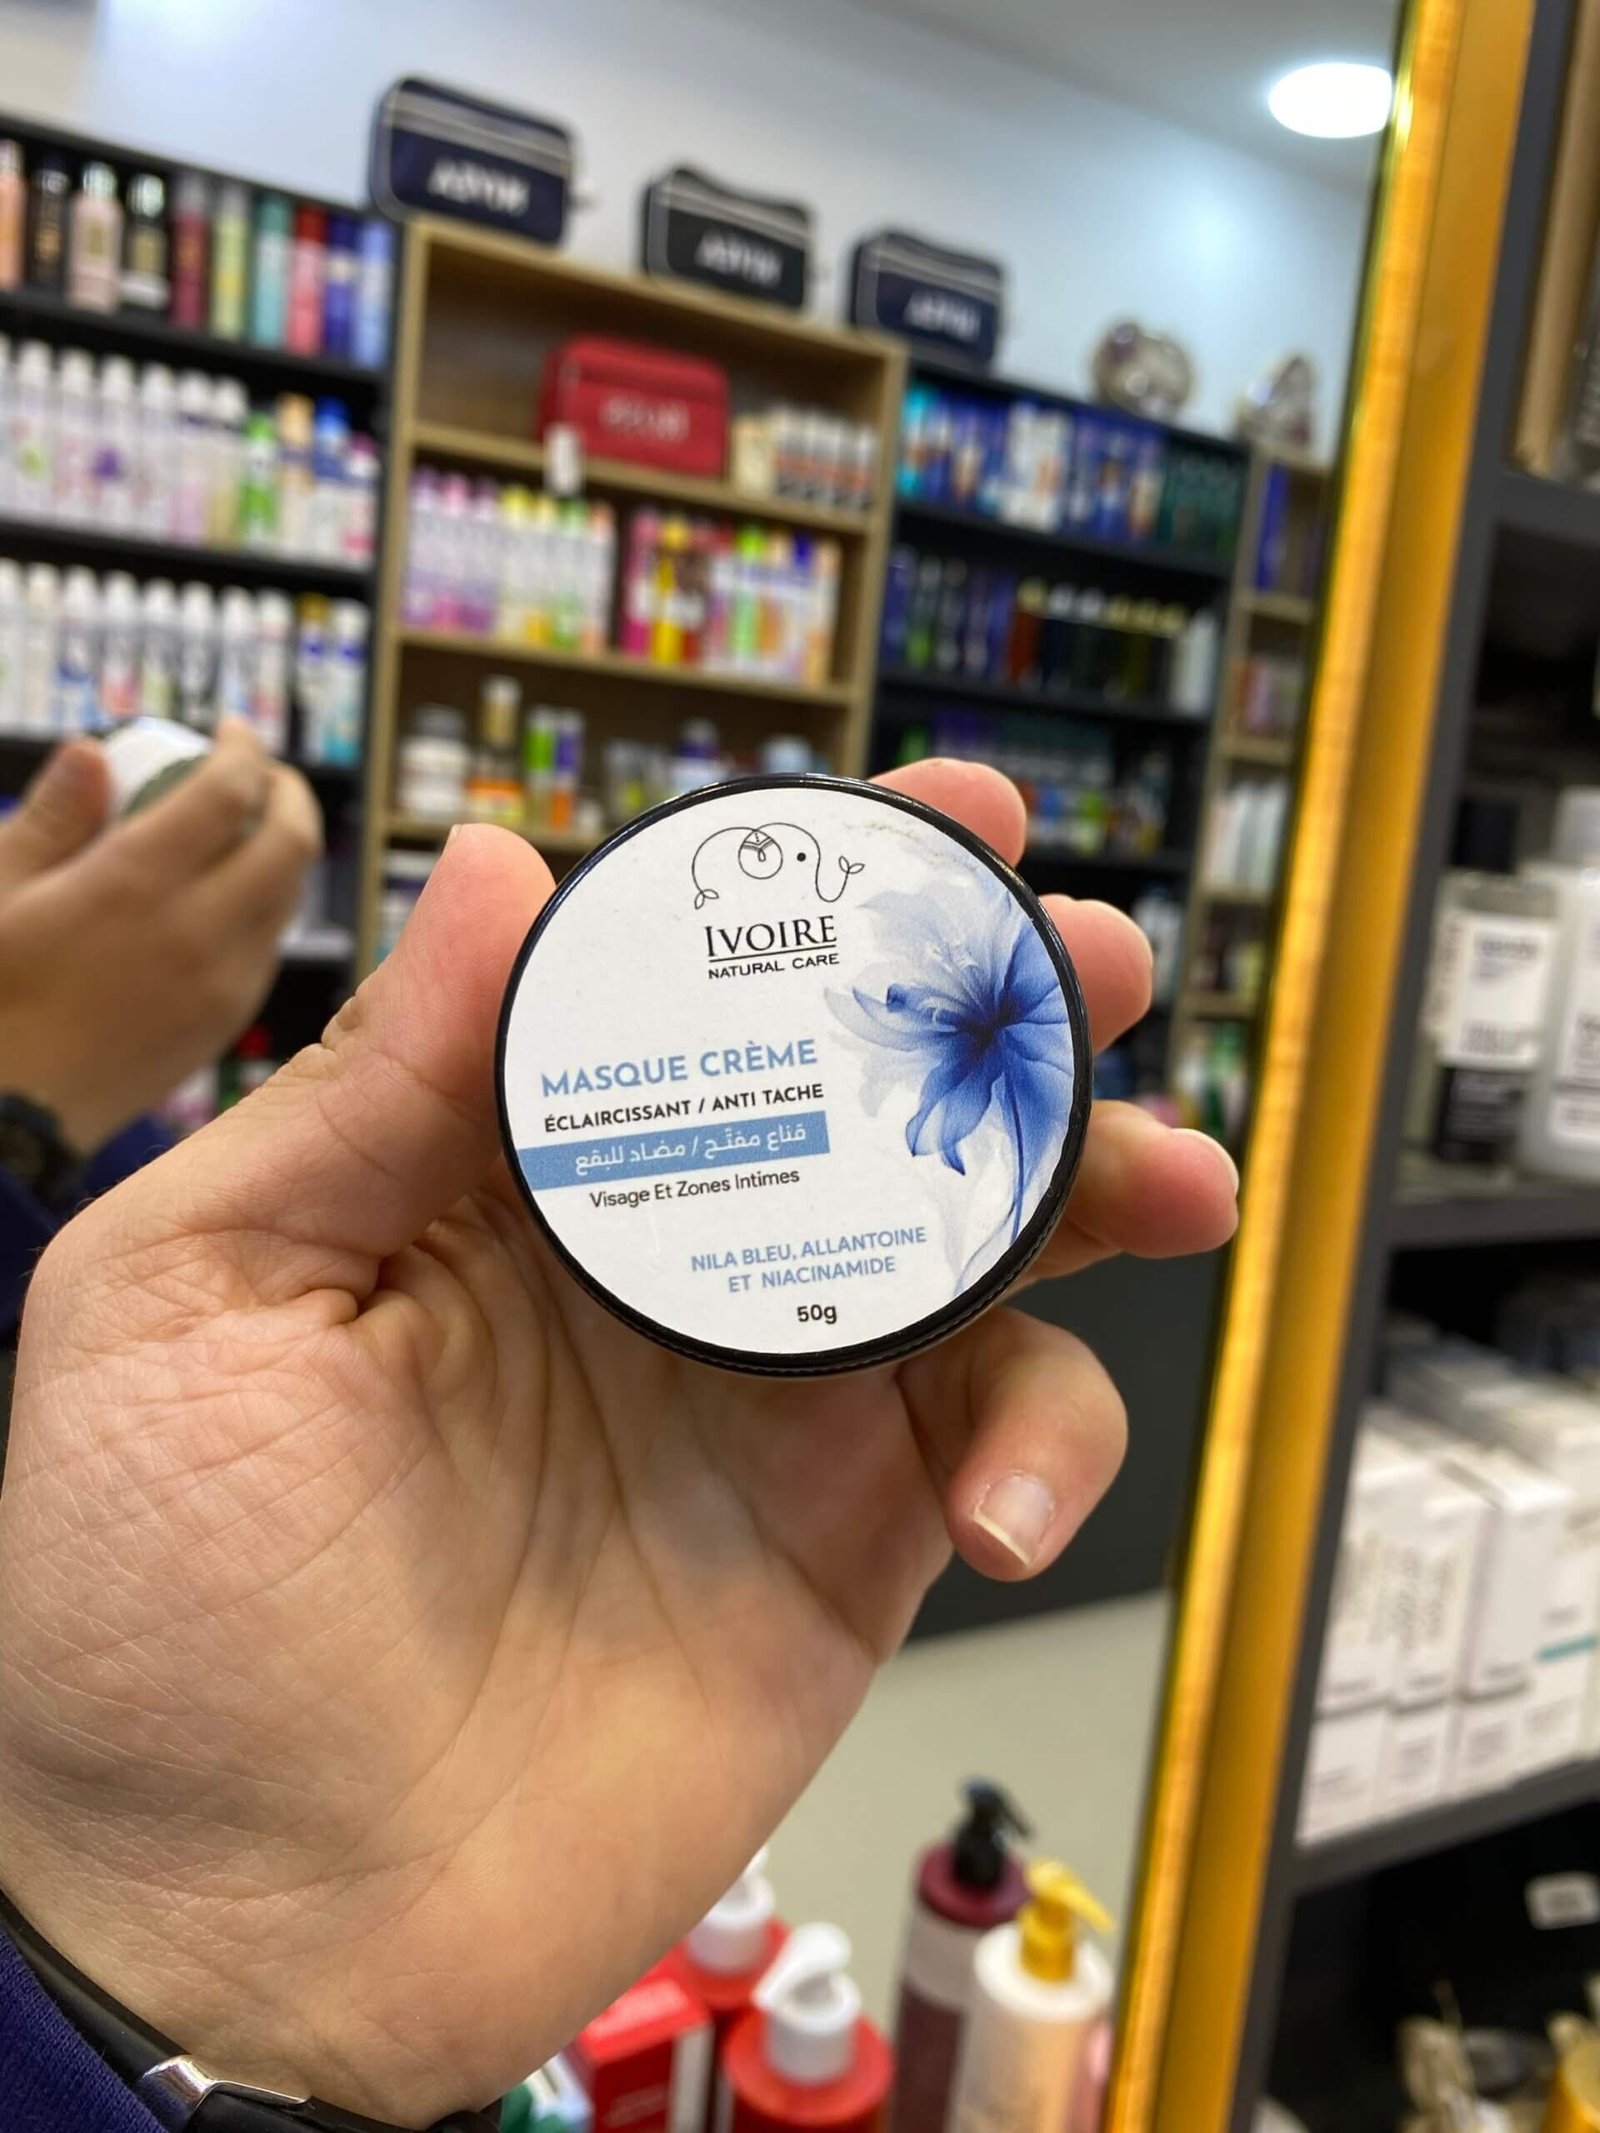 IVOIRE
NATURAL CARE
MASQUE CRÈME
ÉCLAIRCISSANT / ANTI TACHE
قناع مفتّح / مضاد للبقع
Visage Et Zones Intimes
NILA BLEU, ALLANTOINE
ET NIACINAMIDE
50g